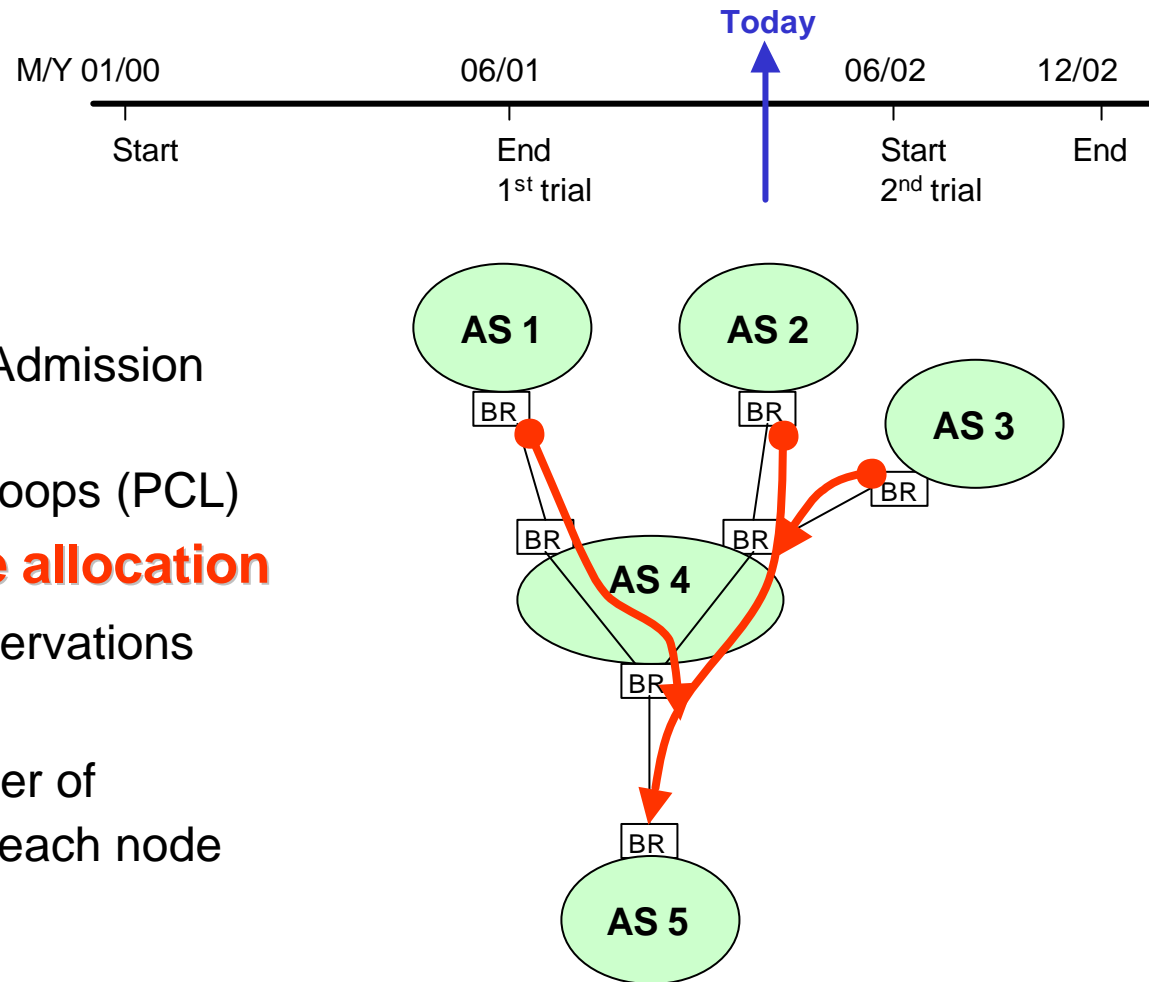 Today
M/Y 01/00 06/01 06/02 12/02
Start End Start End
1st trial 2nd trial
AS 1 AS 2
Admission
BR BR
AS 3
oops (PCL)
BR
BR BR
e allocation
AS 4
ervations
BR
er of
each node
BR
AS 5